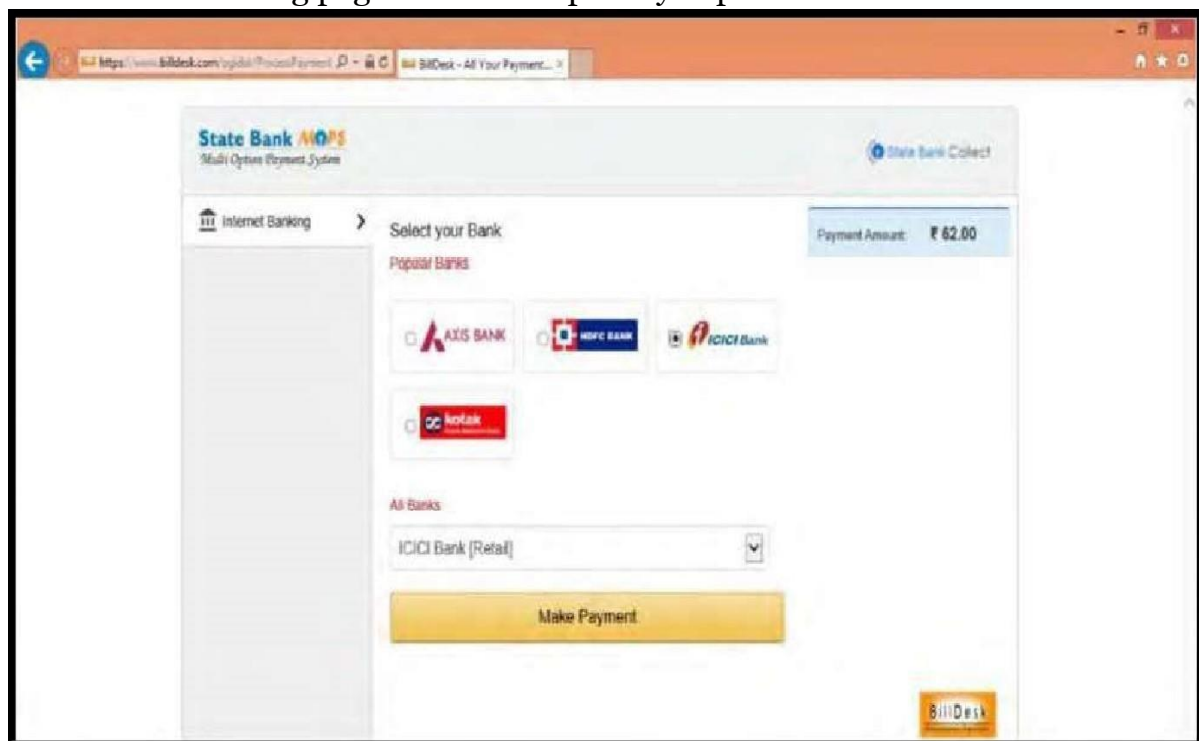 https://www.billdesk.com/pgidsk/ProcessPayment
BillDesk - All Your Payment...
State Bank MOPS
Multi Option Payment System
State Bank Collect
Internet Banking
Select your Bank
Payment Amount: ₹ 62.00
Popular Banks
AXIS BANK
HDFC BANK
ICICI Bank
kotak
All Banks
ICICI Bank [Retail]
Make Payment
BillDesk